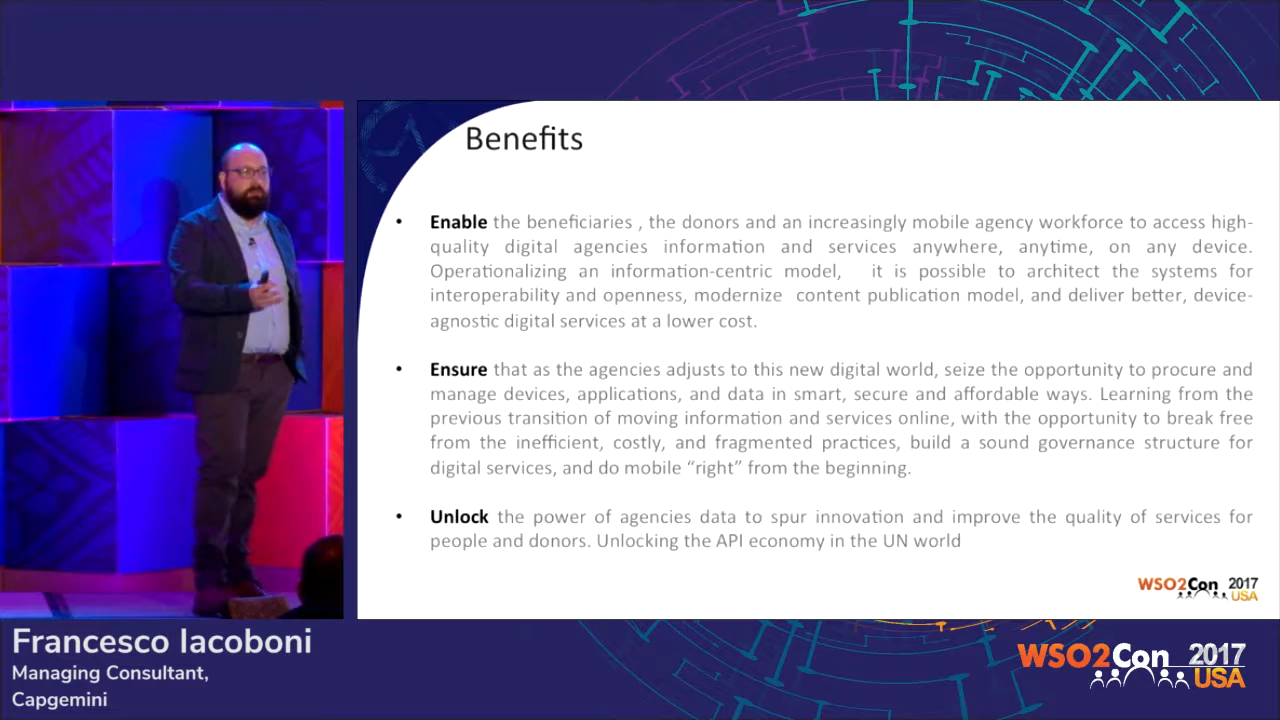 Benefits
• Enable the beneficiaries , the donors and an increasingly mobile agency workforce to access high-
quality digital agencies information and services anywhere, anytime, on any device.
Operationalizing an information-centric model, it is possible to architect the systems for
interoperability and openness, modernize content publication model, and deliver better, device-
agnostic digital services at a lower cost.
• Ensure that as the agencies adjusts to this new digital world, seize the opportunity to procure and
manage devices, applications, and data in smart, secure and affordable ways. Learning from the
previous transition of moving information and services online, with the opportunity to break free
from the inefficient, costly, and fragmented practices, build a sound governance structure for
digital services, and do mobile “right” from the beginning.
• Unlock the power of agencies data to spur innovation and improve the quality of services for
people and donors. Unlocking the API economy in the UN world
WSO2Con 2017
USA
Francesco Iacoboni
Managing Consultant,
Capgemini
WSO2Con 2017
USA